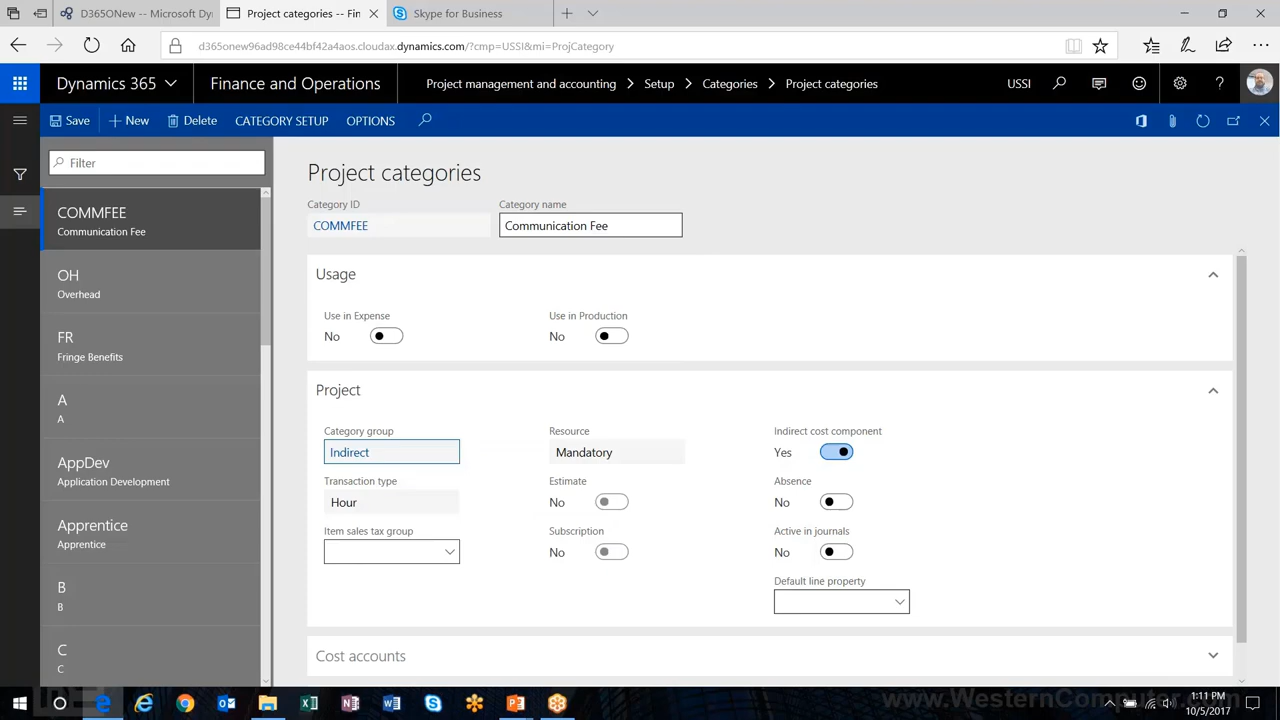 D365ONew -- Microsoft Dyn
Project categories -- Fin
Skype for Business
d365onew96ad98ce44bf42a4aos.cloudax.dynamics.com/?cmp=USSI&mi=ProjCategory
Dynamics 365
Finance and Operations
Project management and accounting > Setup > Categories > Project categories
USSI
Save
New
Delete
CATEGORY SETUP
OPTIONS
Filter
COMMFEE
Communication Fee
OH
Overhead
FR
Fringe Benefits
A
A
AppDev
Application Development
Apprentice
Apprentice
B
B
C
C
Project categories
Category ID
Category name
COMMFEE
Communication Fee
Usage
Use in Expense
Use in Production
No
No
Project
Category group
Resource
Indirect cost component
Indirect
Mandatory
Yes
Transaction type
Estimate
Absence
Hour
No
No
Item sales tax group
Subscription
Active in journals
No
No
Default line property
Cost accounts
www.WesternComputer.com
1:11 PM
10/5/2017